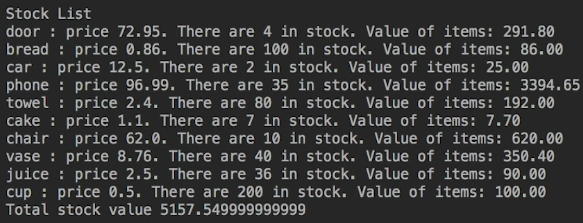 Stock List
door : price 72.95. There are 4 in stock. Value of items: 291.80
bread : price 0.86. There are 100 in stock. Value of items: 86.00
car : price 12.5. There are 2 in stock. Value of items: 25.00
phone : price 96.99. There are 35 in stock. Value of items: 3394.65
towel : price 2.4. There are 80 in stock. Value of items: 192.00
cake : price 1.1. There are 7 in stock. Value of items: 7.70
chair : price 62.0. There are 10 in stock. Value of items: 620.00
vase : price 8.76. There are 40 in stock. Value of items: 350.40
juice : price 2.5. There are 36 in stock. Value of items: 90.00
cup : price 0.5. There are 200 in stock. Value of items: 100.00
Total stock value 5157.549999999999